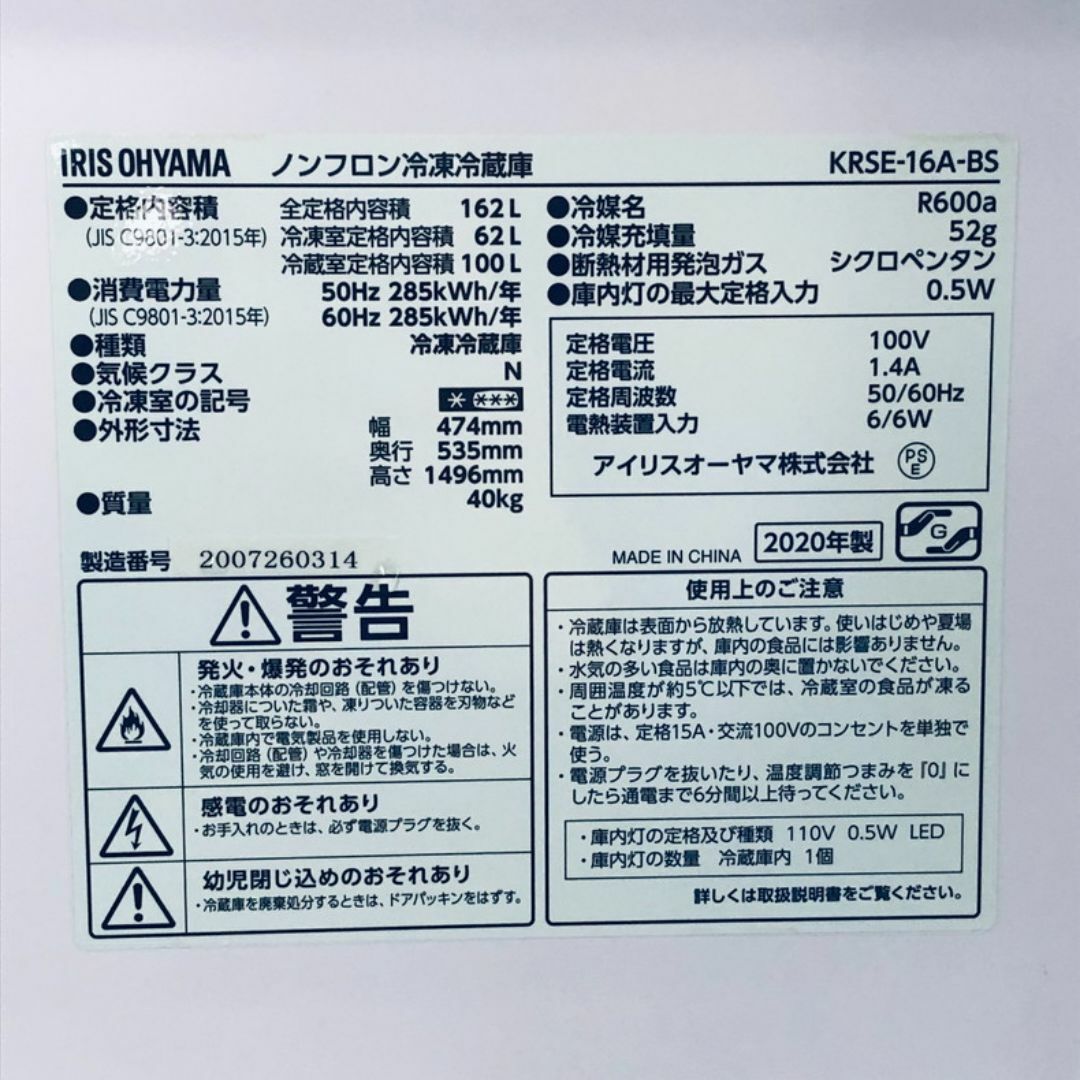 IRIS OHYAMA ノンフロン冷凍冷蔵庫 KRSE-16A-BS
●定格内容積 全定格内容積 162L
(JIS C9801-3:2015年) 冷凍室定格内容積 62L
冷蔵室定格内容積 100L
●消費電力量 50Hz 285kWh/年
(JIS C9801-3:2015年) 60Hz 285kWh/年
●種類 冷凍冷蔵庫
●気候クラス N
●冷凍室の記号 * ***
●外形寸法 幅 474mm
奥行 535mm
高さ 1496mm
●質量 40kg
製造番号 2007260314
●冷媒名 R600a
●冷媒充填量 52g
●断熱材用発泡ガス シクロペンタン
●庫内灯の最大定格入力 0.5W
定格電圧 100V
定格電流 1.4A
定格周波数 50/60Hz
電熱装置入力 6/6W
アイリスオーヤマ株式会社 PSE
MADE IN CHINA 2020年製 G
警告
発火・爆発のおそれあり
・冷蔵庫本体の冷却回路（配管）を傷つけない。
・冷却器についた霜や、凍りついた容器を刃物など
を使って取らない。
・冷蔵庫内で電気製品を使用しない。
・冷却回路（配管）や冷却器を傷つけた場合は、火
気の使用を避け、窓を開けて換気する。
感電のおそれあり
・お手入れのときは、必ず電源プラグを抜く。
幼児閉じ込めのおそれあり
・冷蔵庫を廃棄処分するときは、ドアパッキンをはずす。
使用上のご注意
・冷蔵庫は表面から放熱しています。使いはじめや夏場
は熱くなりますが、庫内の食品には影響ありません。
・水気の多い食品は庫内の奥に置かないでください。
・周囲温度が約5℃以下では、冷蔵室の食品が凍る
ことがあります。
・電源は、定格15A・交流100Vのコンセントを単独で
使う。
・電源プラグを抜いたり、温度調節つまみを「0」に
したら通電まで6分間以上待ってください。
・庫内灯の定格及び種類 110V 0.5W LED
・庫内灯の数量 冷蔵庫内 1個
詳しくは取扱説明書をご覧ください。